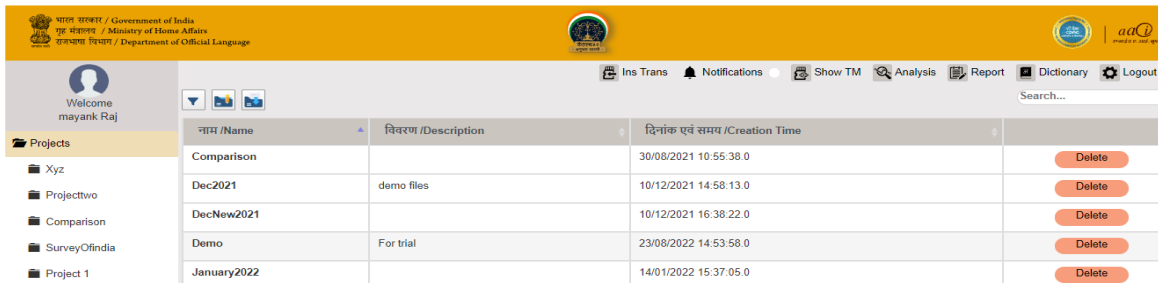 भारत सरकार / Government of India
गृह मंत्रालय / Ministry of Home Affairs
राजभाषा विभाग / Department of Official Language
Ins Trans Notifications Show TM Analysis Report Dictionary Logout
Welcome
mayank Raj
Search...
Projects
Xyz
Projecttwo
Comparison
SurveyOfindia
Project 1
नाम /Name विवरण /Description दिनांक एवं समय /Creation Time
Comparison 30/08/2021 10:55:38.0 Delete
Dec2021 demo files 10/12/2021 14:58:13.0 Delete
DecNew2021 10/12/2021 16:38:22.0 Delete
Demo For trial 23/08/2022 14:53:58.0 Delete
January2022 14/01/2022 15:37:05.0 Delete